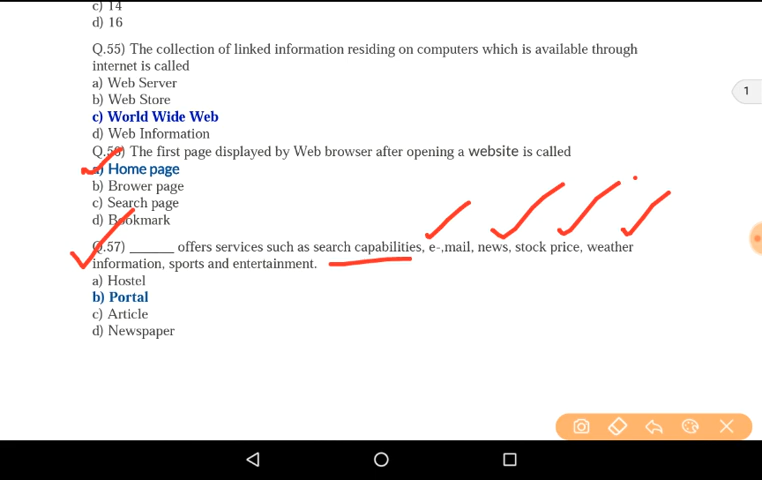 c) 14
d) 16
Q.55) The collection of linked information residing on computers which is available through
internet is called
a) Web Server
b) Web Store
c) World Wide Web
d) Web Information
Q.56) The first page displayed by Web browser after opening a website is called
a) Home page
b) Brower page
c) Search page
d) Bookmark
Q.57) _______ offers services such as search capabilities, e-,mail, news, stock price, weather
information, sports and entertainment.
a) Hostel
b) Portal
c) Article
d) Newspaper
1